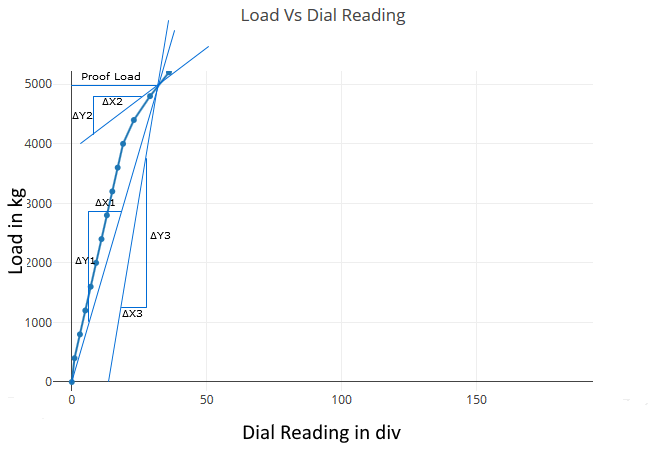 Load Vs Dial Reading
Proof Load
5000
ΔX2
ΔY2
4000
Load in kg
3000
ΔX1
ΔY3
ΔY1
2000
ΔX3
1000
0
0
50
100
150
Dial Reading in div